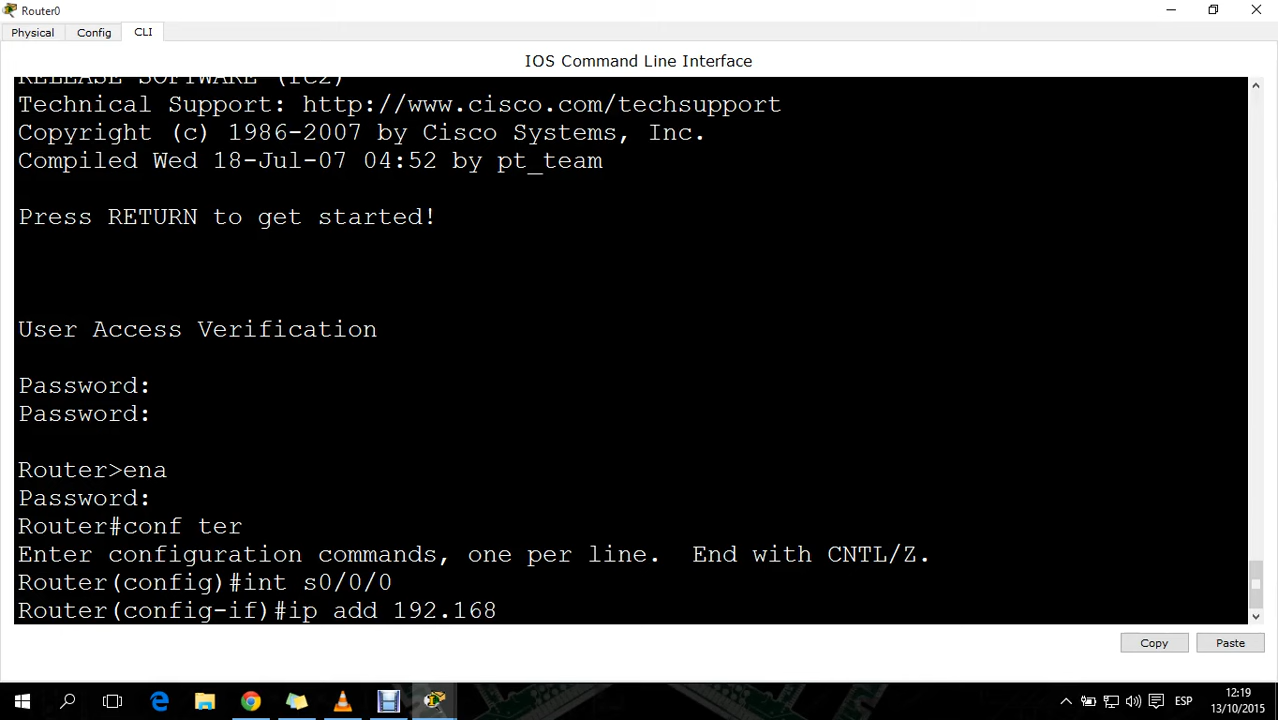 Router0
Physical Config CLI
IOS Command Line Interface
RELEASE SOFTWARE (fc2)
Technical Support: http://www.cisco.com/techsupport
Copyright (c) 1986-2007 by Cisco Systems, Inc.
Compiled Wed 18-Jul-07 04:52 by pt_team
Press RETURN to get started!
User Access Verification
Password:
Password:
Router>ena
Password:
Router#conf ter
Enter configuration commands, one per line.  End with CNTL/Z.
Router(config)#int s0/0/0
Router(config-if)#ip add 192.168
Copy Paste
ESP
12:19
13/10/2015